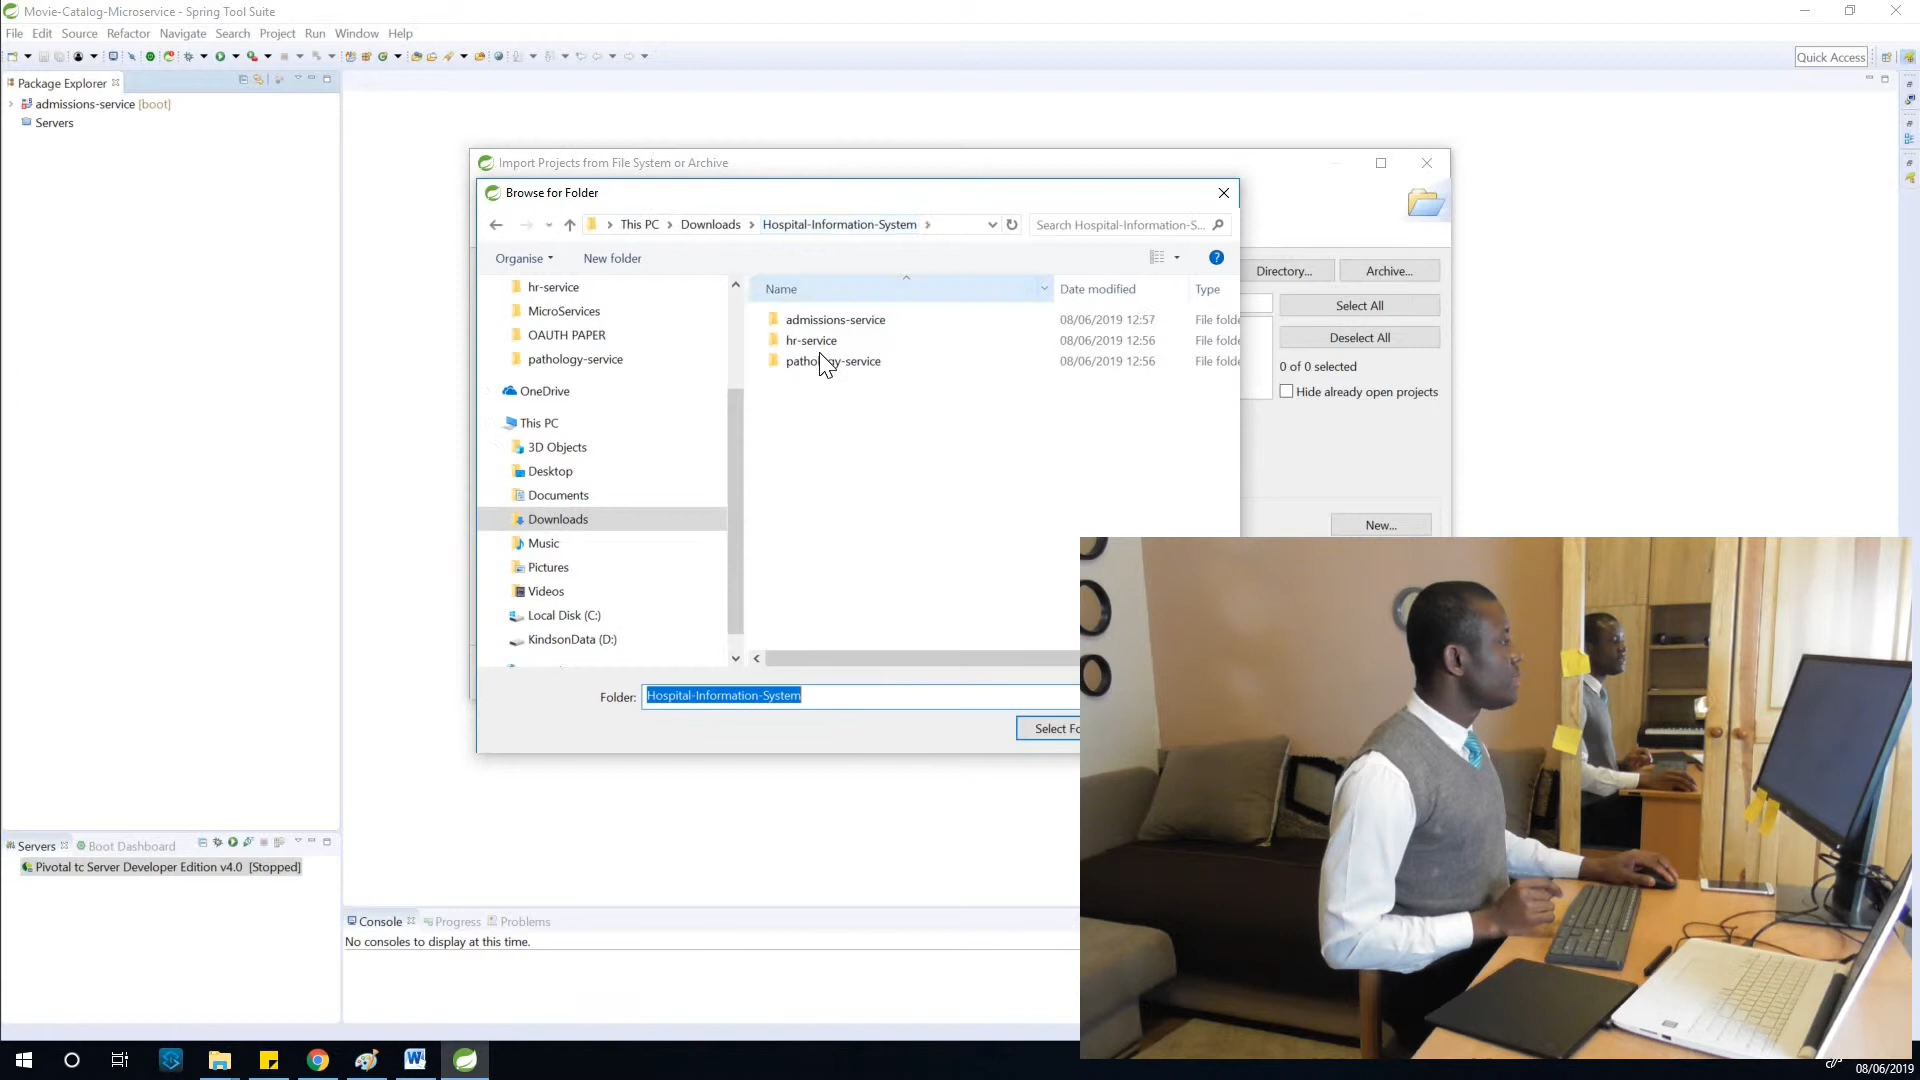 Movie-Catalog-Microservice - Spring Tool Suite
File Edit Source Refactor Navigate Search Project Run Window Help
Quick Access
Package Explorer
admissions-service [boot]
Servers
Import Projects from File System or Archive
Browse for Folder
This PC Downloads Hospital-Information-System
Search Hospital-Information-S...
Organise New folder
Directory... Archive...
hr-service
MicroServices
OAUTH PAPER
pathology-service
OneDrive
This PC
3D Objects
Desktop
Documents
Downloads
Music
Pictures
Videos
Local Disk (C:)
KindsonData (D:)
Name Date modified Type
admissions-service 08/06/2019 12:57 File folde
hr-service 08/06/2019 12:56 File folde
pathology-service 08/06/2019 12:56 File folde
Select All
Deselect All
0 of 0 selected
Hide already open projects
New...
Folder: Hospital-Information-System
Select Fo
Servers Boot Dashboard
Pivotal tc Server Developer Edition v4.0 [Stopped]
Console Progress Problems
No consoles to display at this time.
08/06/2019